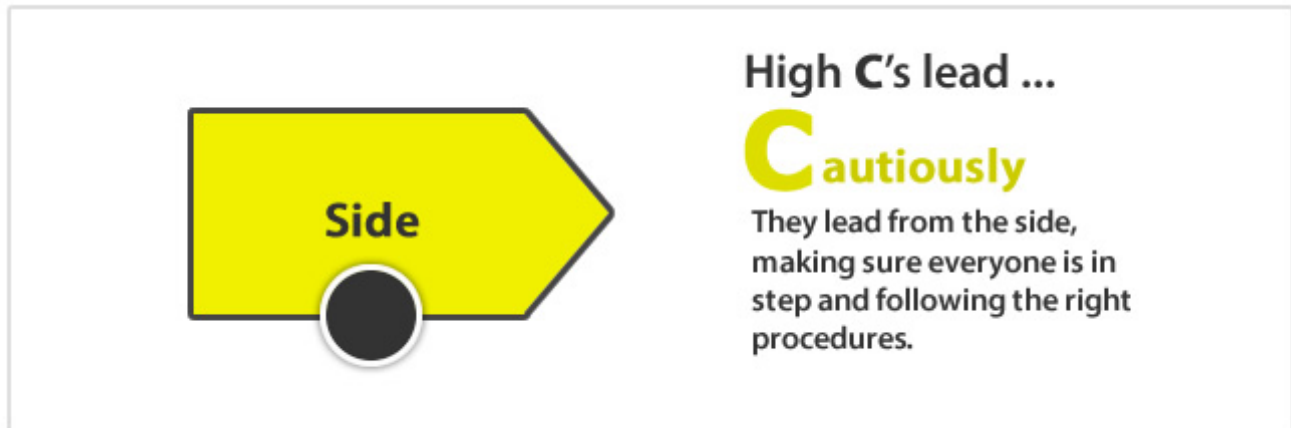 Side
High C's lead ...
Cautiously
They lead from the side,
making sure everyone is in
step and following the right
procedures.